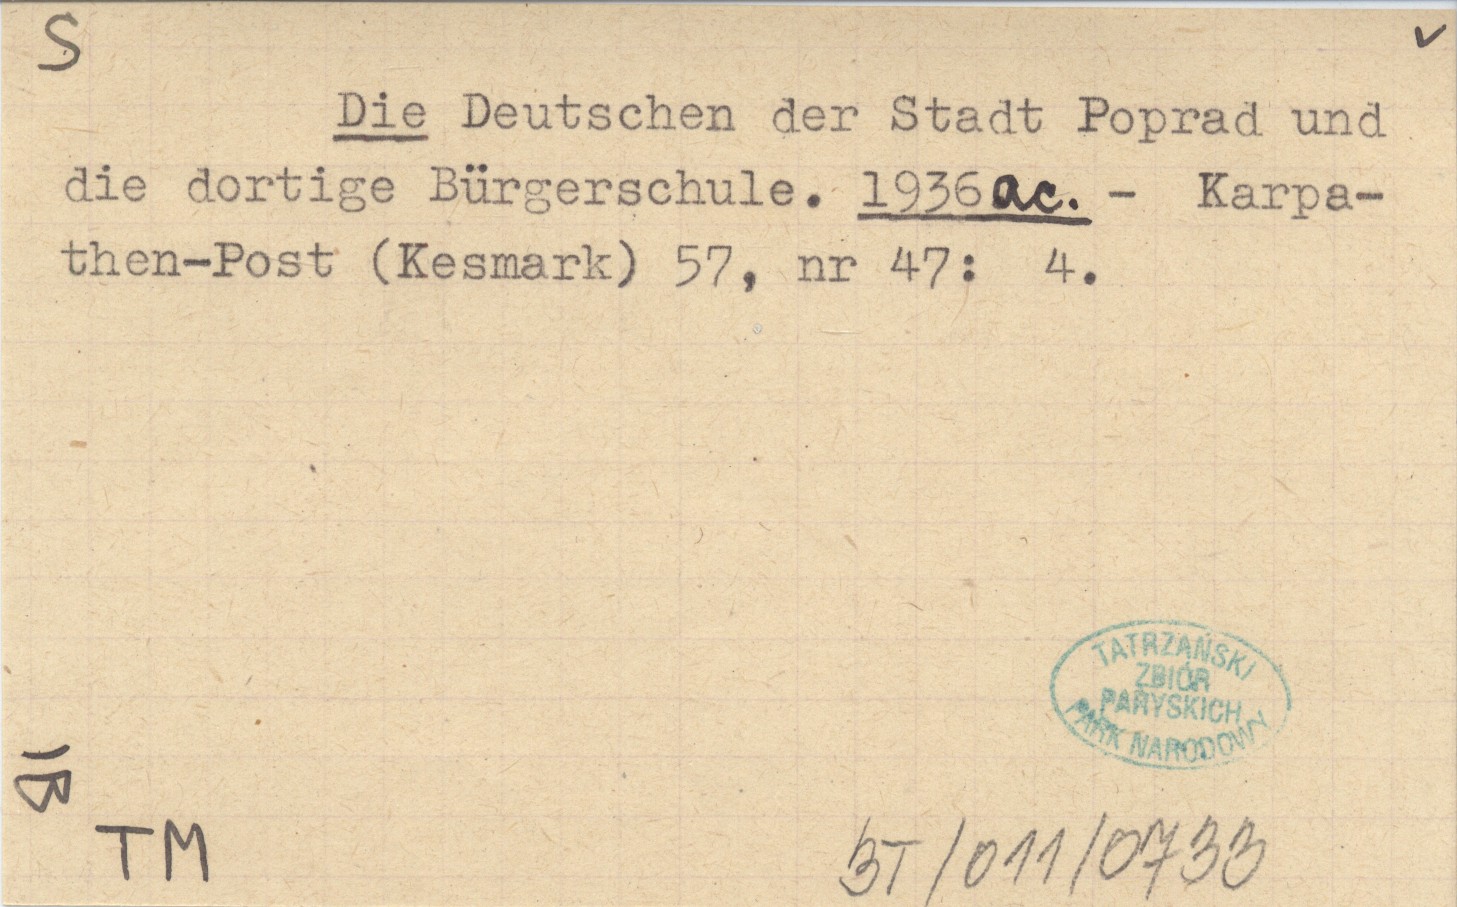 S
Die Deutschen der Stadt Poprad und
die dortige Bürgerschule. 1936ac. - Karpa-
then-Post (Kesmark) 57, nr 47: 4.
TATRZAŃSKI
ZBIÓR
PARYSKICH
PARK NARODOWY
TM
BT/011/0733